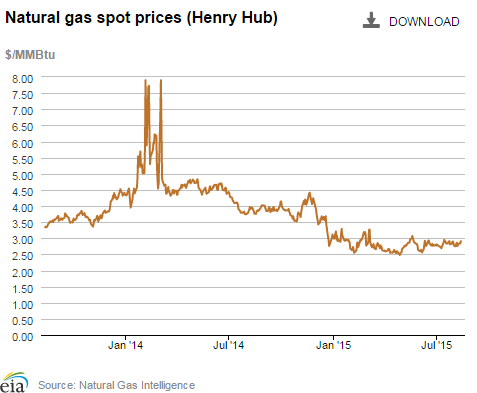 Natural gas spot prices (Henry Hub)
DOWNLOAD
$/MMBtu
8.00
7.50
7.00
6.50
6.00
5.50
5.00
4.50
4.00
3.50
3.00
2.50
2.00
1.50
1.00
0.50
0.00
Jan '14
Jul '14
Jan '15
Jul '15
eia
Source: Natural Gas Intelligence